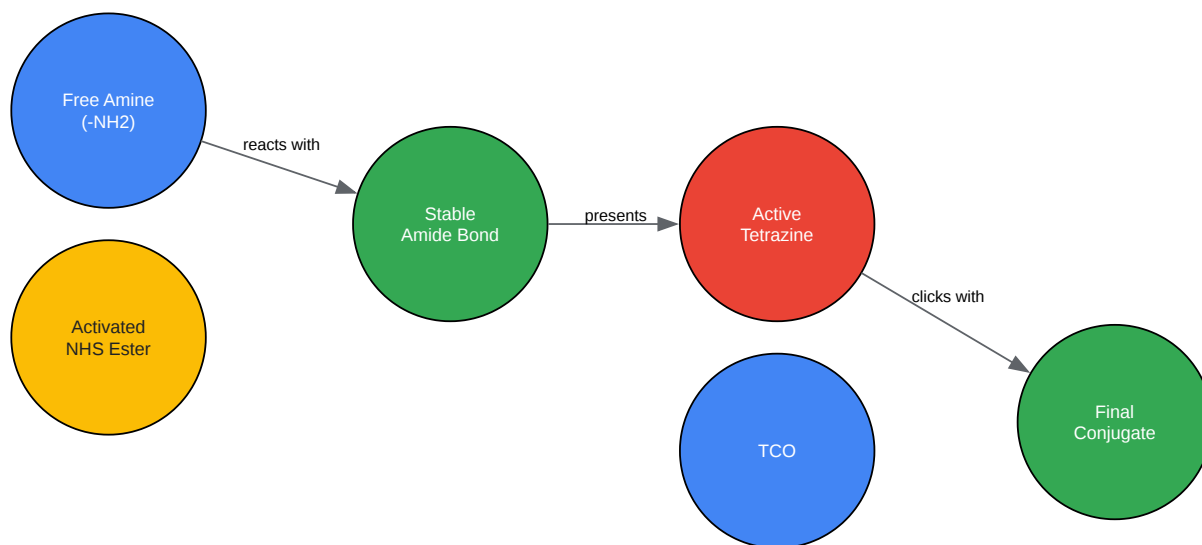 Free Amine
(-NH2)
reacts with
Activated
NHS Ester
Stable
Amide Bond
presents
Active
Tetrazine
clicks with
TCO
Final
Conjugate